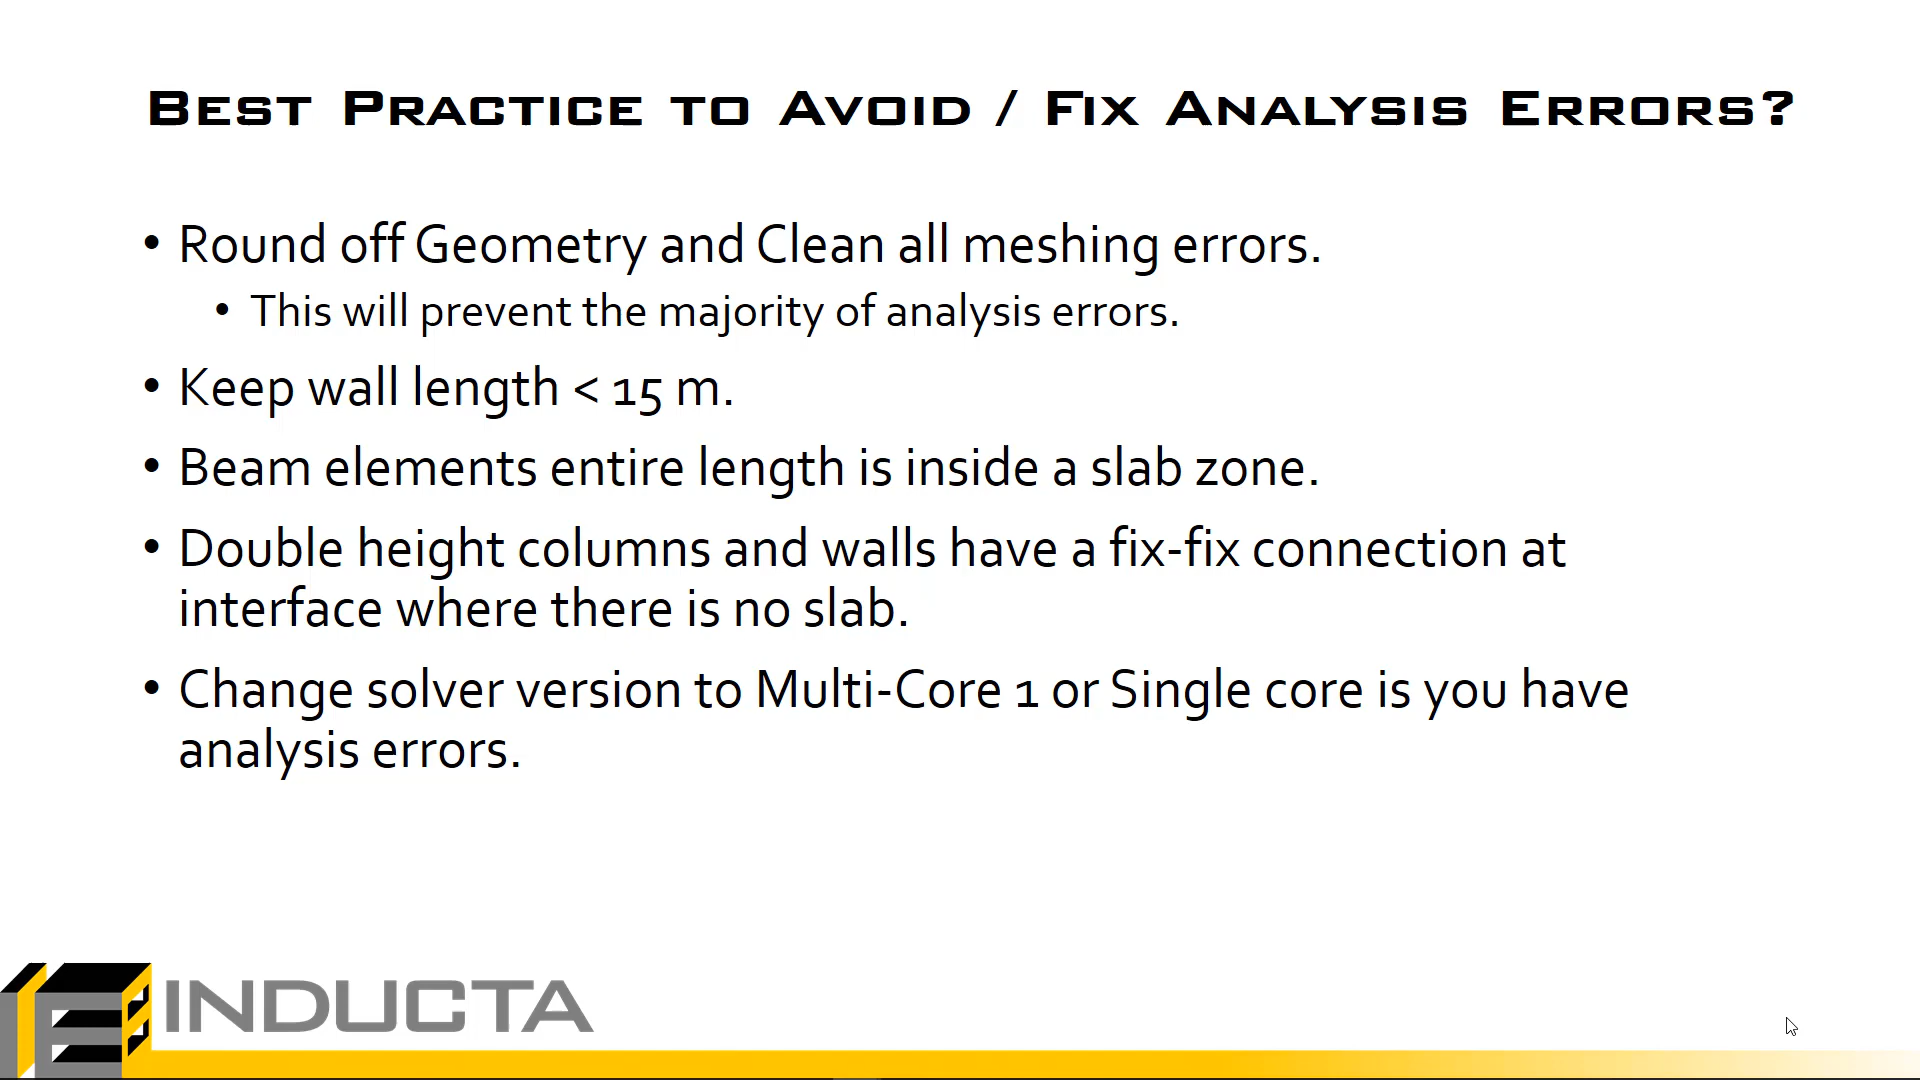 Best Practice to Avoid / Fix Analysis Errors?
• Round off Geometry and Clean all meshing errors.
• This will prevent the majority of analysis errors.
• Keep wall length < 15 m.
• Beam elements entire length is inside a slab zone.
• Double height columns and walls have a fix-fix connection at
interface where there is no slab.
• Change solver version to Multi-Core 1 or Single core is you have
analysis errors.
INDUCTA